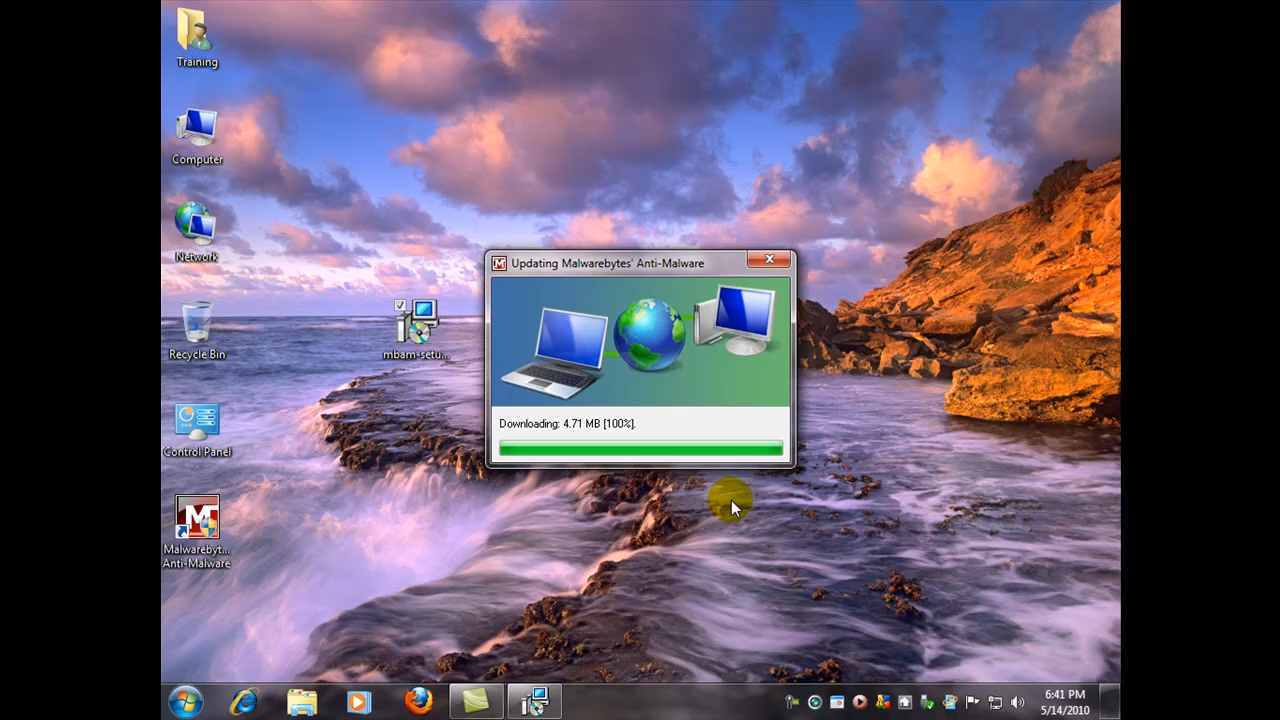 Training
Computer
Network
Recycle Bin
Control Panel
Malwarebyt...
Anti-Malware
mbam-setu...
Updating Malwarebytes' Anti-Malware
Downloading: 4.71 MB [100%].
6:41 PM
5/14/2010